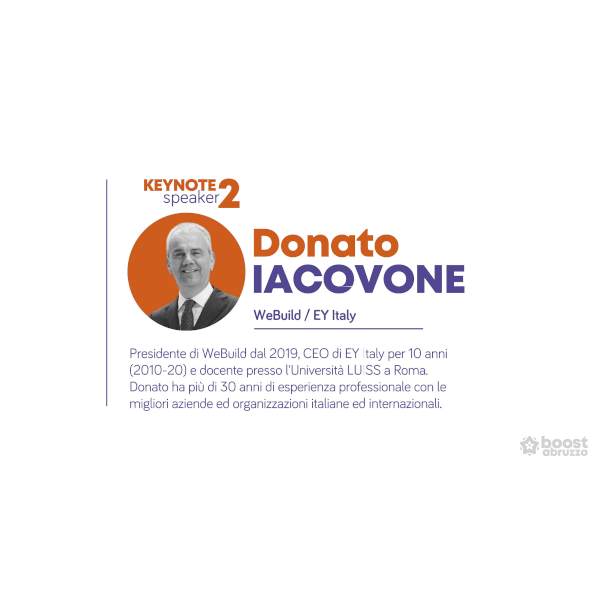 KEYNOTE 2
speaker
Donato
IACOVONE
WeBuild / EY Italy
Presidente di WeBuild dal 2019, CEO di EY Italy per 10 anni
(2010-20) e docente presso l'Università LUISS a Roma.
Donato ha più di 30 anni di esperienza professionale con le
migliori aziende ed organizzazioni italiane ed internazionali.
boost
abruzzo